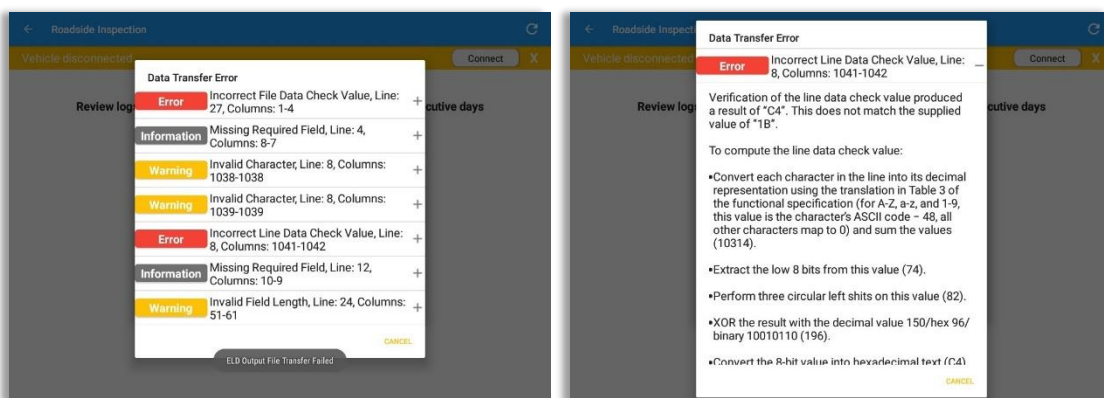 Roadside Inspection
Vehicle disconnected
Connect
X
Data Transfer Error
Review log
cutive days
Error
Incorrect File Data Check Value, Line:
27, Columns: 1-4
+
Information
Missing Required Field, Line: 4,
Columns: 8-7
+
Warning
Invalid Character, Line: 8, Columns:
1038-1038
+
Warning
Invalid Character, Line: 8, Columns:
1039-1039
+
Error
Incorrect Line Data Check Value, Line:
8, Columns: 1041-1042
+
Information
Missing Required Field, Line: 12,
Columns: 10-9
+
Warning
Invalid Field Length, Line: 24, Columns:
51-61
+
CANCEL
ELD Output File Transfer Failed
Roadside Inspecti
Vehicle disconnected
Connect
X
Review log
cutive days
Data Transfer Error
Error
Incorrect Line Data Check Value, Line:
8, Columns: 1041-1042
–
Verification of the line data check value produced
a result of “C4”. This does not match the supplied
value of “1B”.
To compute the line data check value:
▪Convert each character in the line into its decimal
representation using the translation in Table 3 of
the functional specification (for A-Z, a-z, and 1-9,
this value is the character's ASCII code – 48, all
other characters map to 0) and sum the values
(10314).
▪Extract the low 8 bits from this value (74).
▪Perform three circular left shits on this value (82).
▪XOR the result with the decimal value 150/hex 96/
binary 10010110 (196).
▪Convert the 8-bit value into hexadecimal text (C4)
CANCEL